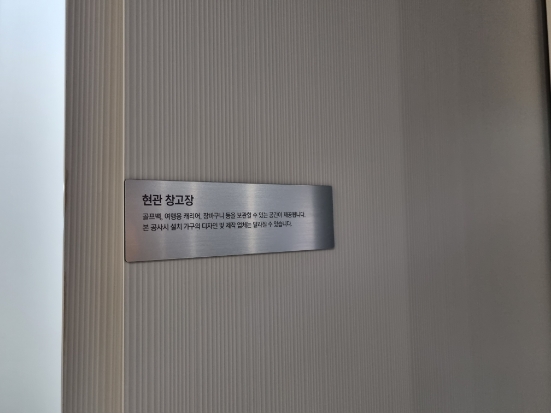 현관 창고장
골프백, 여행용 캐리어, 장바구니 등을 보관할 수 있는 공간이 제공됩니다.
본 공사시 설치 가구의 디자인 및 제작 업체는 달라질 수 있습니다.